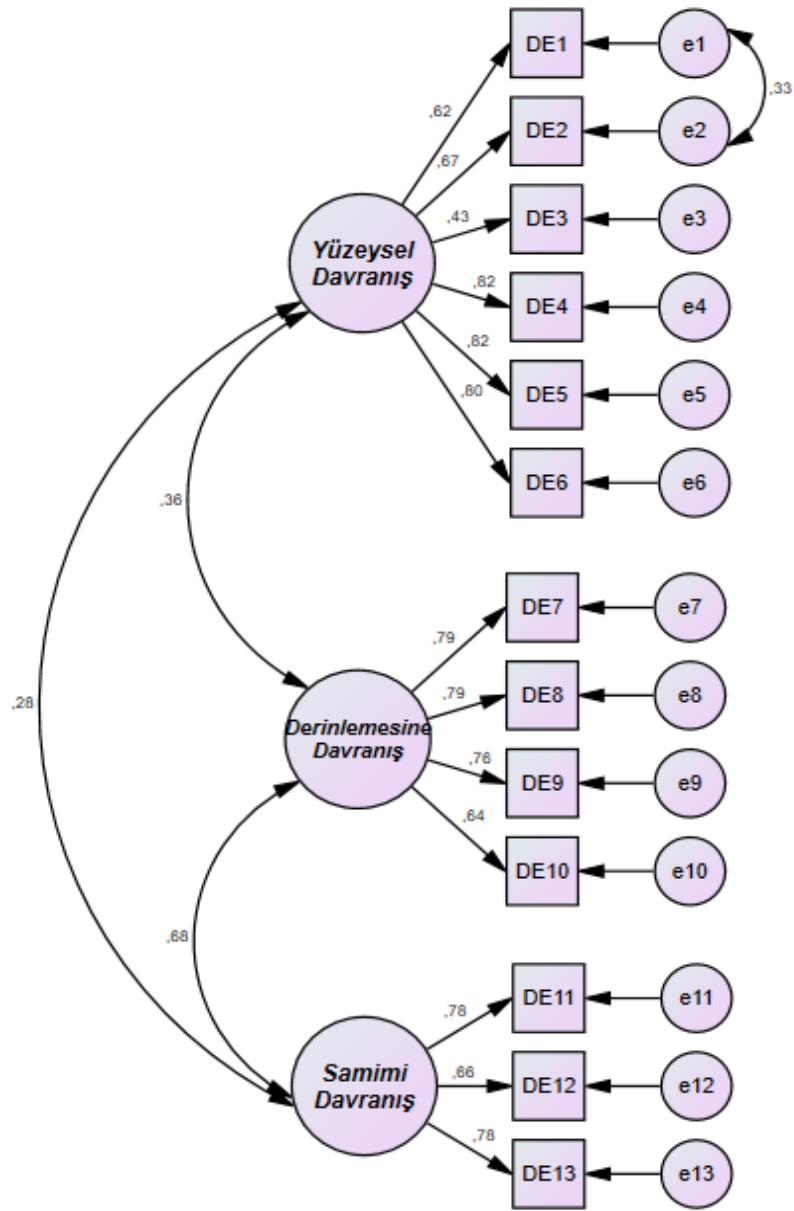 DE1
e1
,33
,62
DE2
e2
,67
DE3
e3
,43
Yüzeysel
Davranış
DE4
e4
,82
DE5
e5
,82
DE6
e6
,80
,36
DE7
e7
,79
DE8
e8
,79
,28
Derinlemesine
Davranış
DE9
e9
,76
DE10
e10
,64
,68
DE11
e11
,78
Samimi
Davranış
DE12
e12
,66
DE13
e13
,78